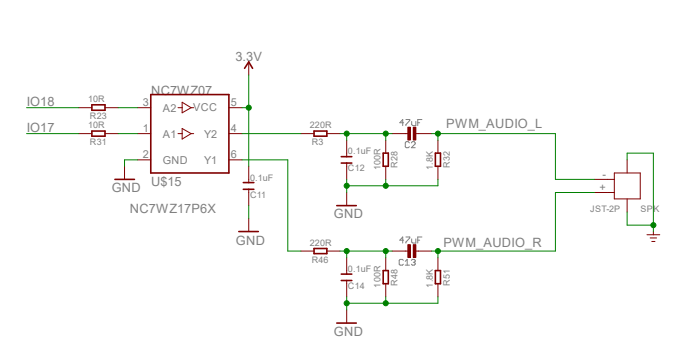 3.3V
NC7WZ07
IO18
10R
R23
3
A2
VCC
5
IO17
10R
R31
1
A1
Y2
4
2
GND
Y1
6
GND
U$15
NC7WZ17P6X
0.1uF
C11
GND
220R
R3
0.1uF
C12
100R
R28
47uF
C2
1.8K
R32
PWM_AUDIO_L
GND
220R
R46
0.1uF
C14
100R
R48
47uF
C13
1.8K
R51
PWM_AUDIO_R
GND
-
+
JST-2P
SPK